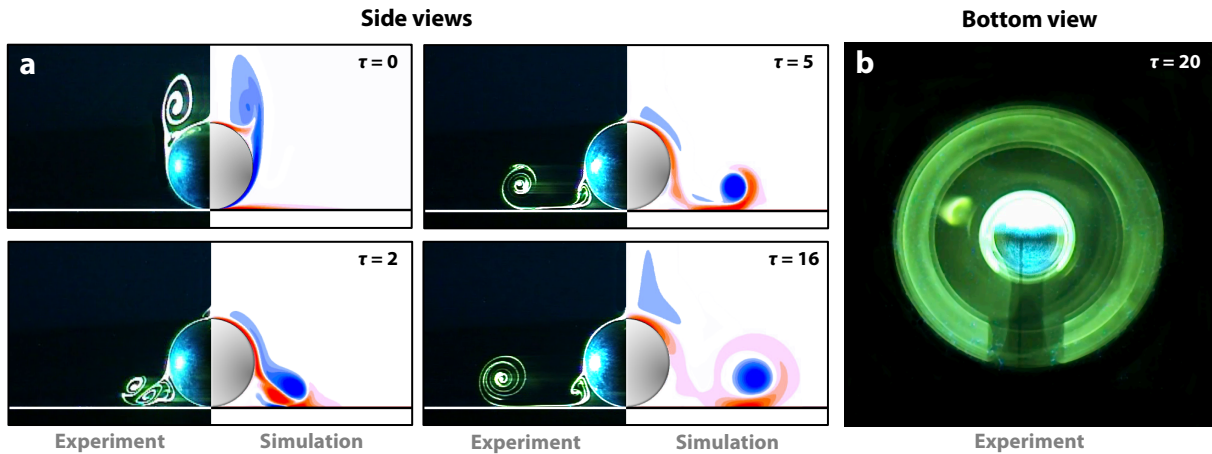 Side views
Bottom view
a
τ = 0
τ = 5
b
τ = 20
τ = 2
τ = 16
Experiment
Simulation
Experiment
Simulation
Experiment